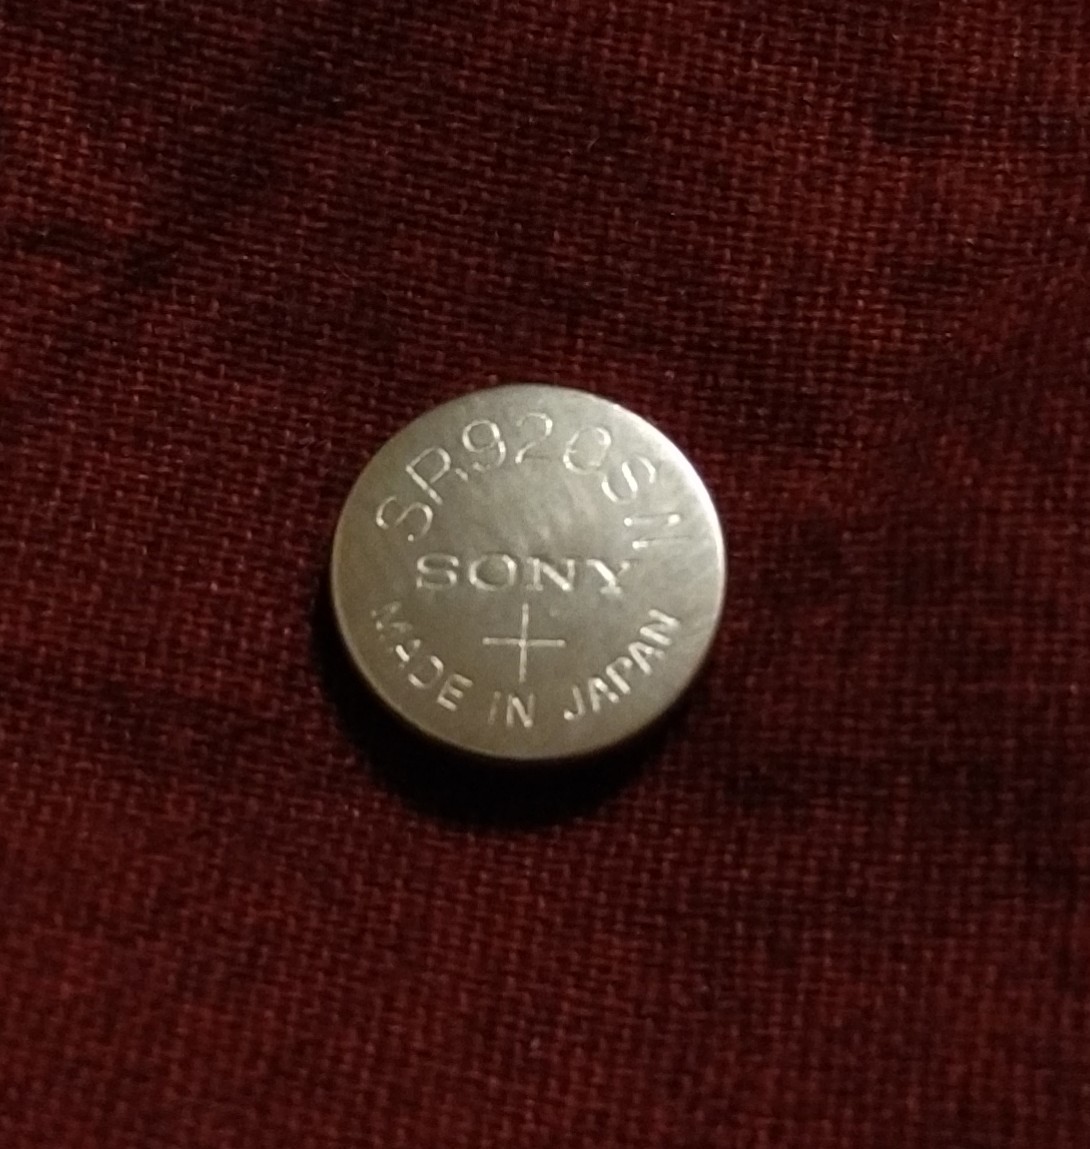 SR920SW
SONY
+
MADE IN JAPAN